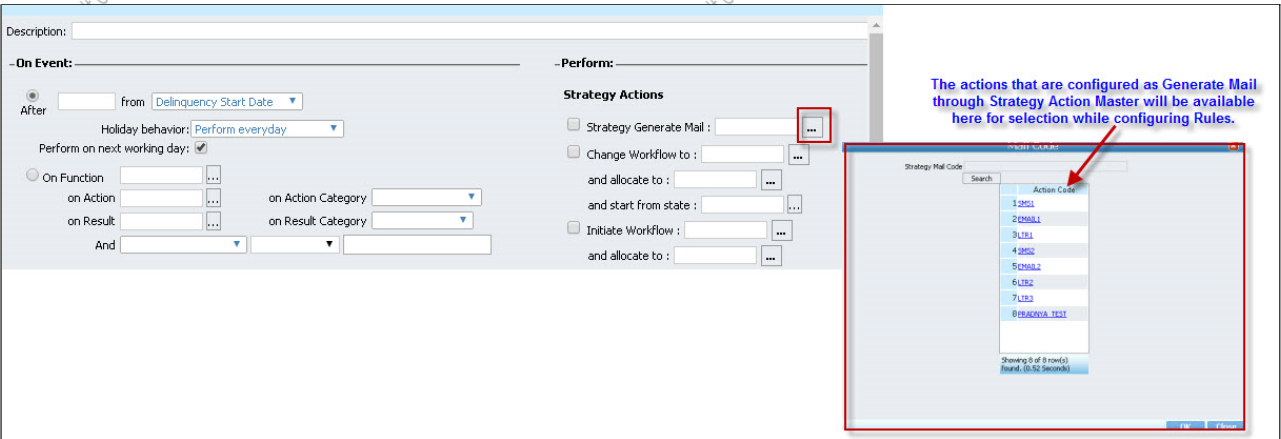 Description:
On Event:
After from Delinquency Start Date
Holiday behavior: Perform everyday
Perform on next working day:
On Function ...
on Action ... on Action Category
on Result ... on Result Category
And
Perform:
Strategy Actions
Strategy Generate Mail : ...
Change Workflow to : ...
and allocate to : ...
and start from state : ...
Initiate Workflow : ...
and allocate to : ...
The actions that are configured as Generate Mail
through Strategy Action Master will be available
here for selection while configuring Rules.
Mail Code
Strategy Mail Code
Search
Action Code
1 SMS1
2 EMAIL1
3 LTR1
4 SMS2
5 EMAIL2
6 LTR2
7 LTR3
8 PRADNYA_TEST
Showing 8 of 8 row(s)
found. (0.52 Seconds)
OK Close